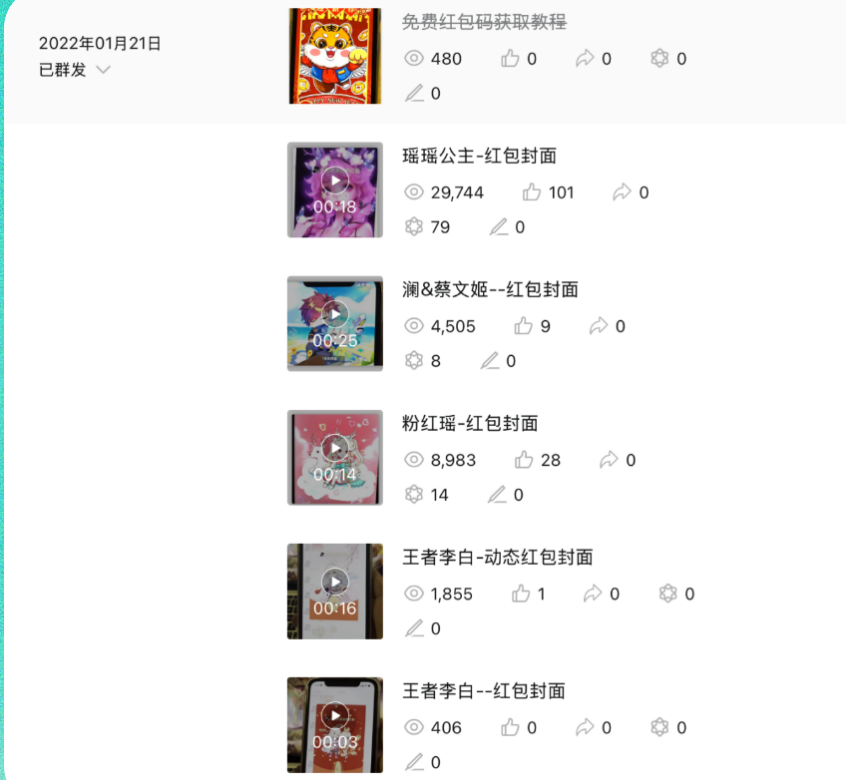 免费红包码获取教程
2022年01月21日
480 0 0 0
已群发
0
瑶瑶公主-红包封面
29,744 101 0
00:18
79 0
澜&蔡文姬--红包封面
4,505 9 0
00:25
8 0
粉红瑶-红包封面
8,983 28 0
00:14
14 0
王者李白-动态红包封面
1,855 1 0 0
00:16
0
王者李白--红包封面
406 0 0 0
00:03
0